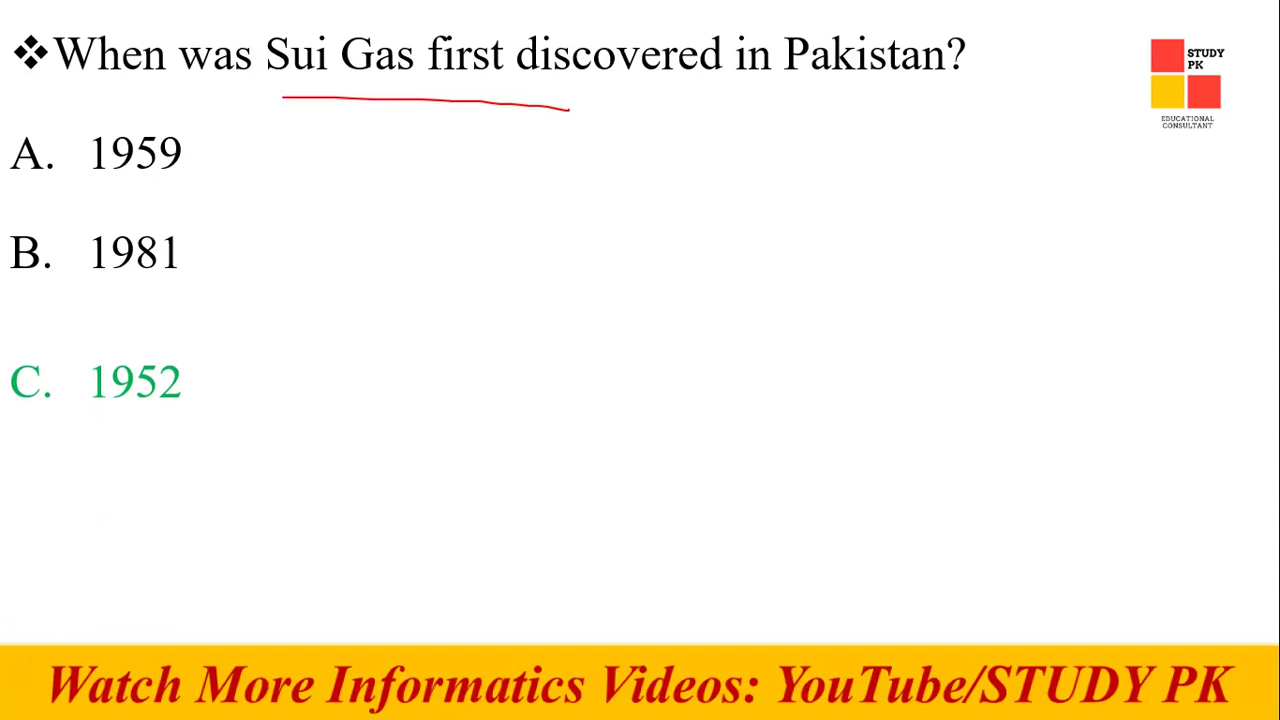 ❖When was Sui Gas first discovered in Pakistan?
STUDY
PK
EDUCATIONAL
CONSULTANT
A. 1959
B. 1981
C. 1952
Watch More Informatics Videos: YouTube/STUDY PK